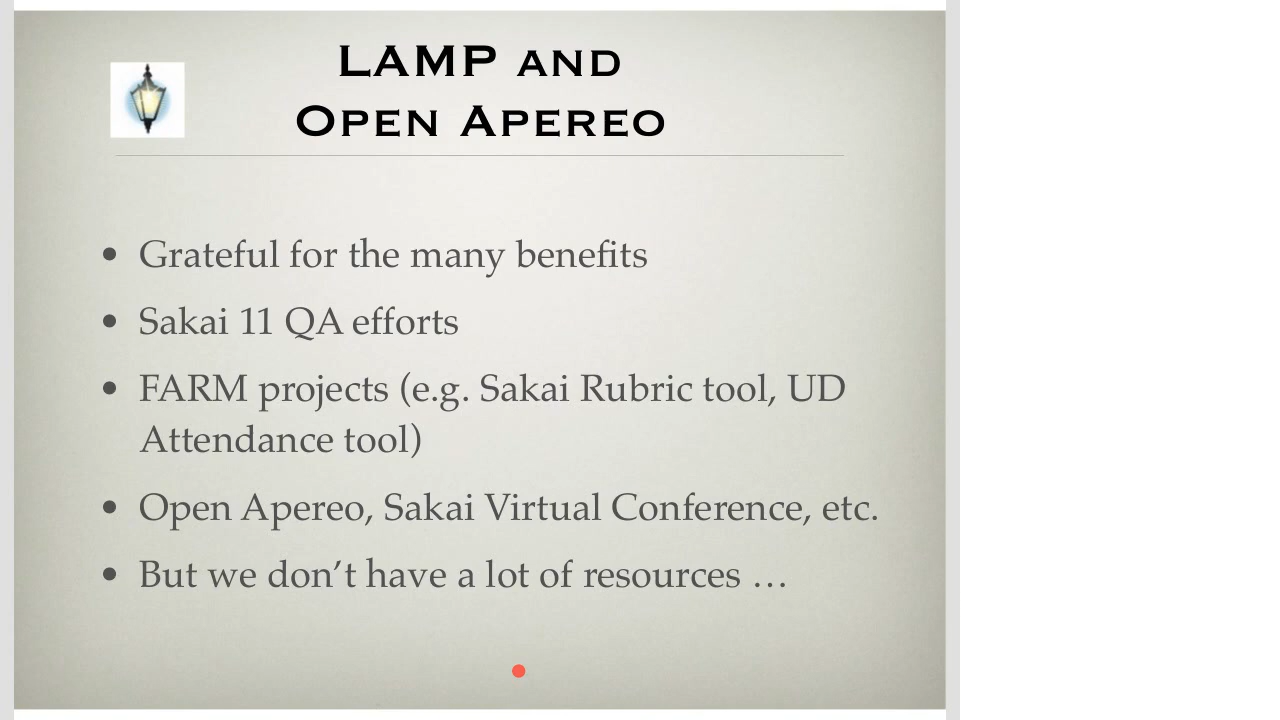 LAMP and
Open Apereo
• Grateful for the many benefits
• Sakai 11 QA efforts
• FARM projects (e.g. Sakai Rubric tool, UD
Attendance tool)
• Open Apereo, Sakai Virtual Conference, etc.
• But we don’t have a lot of resources …